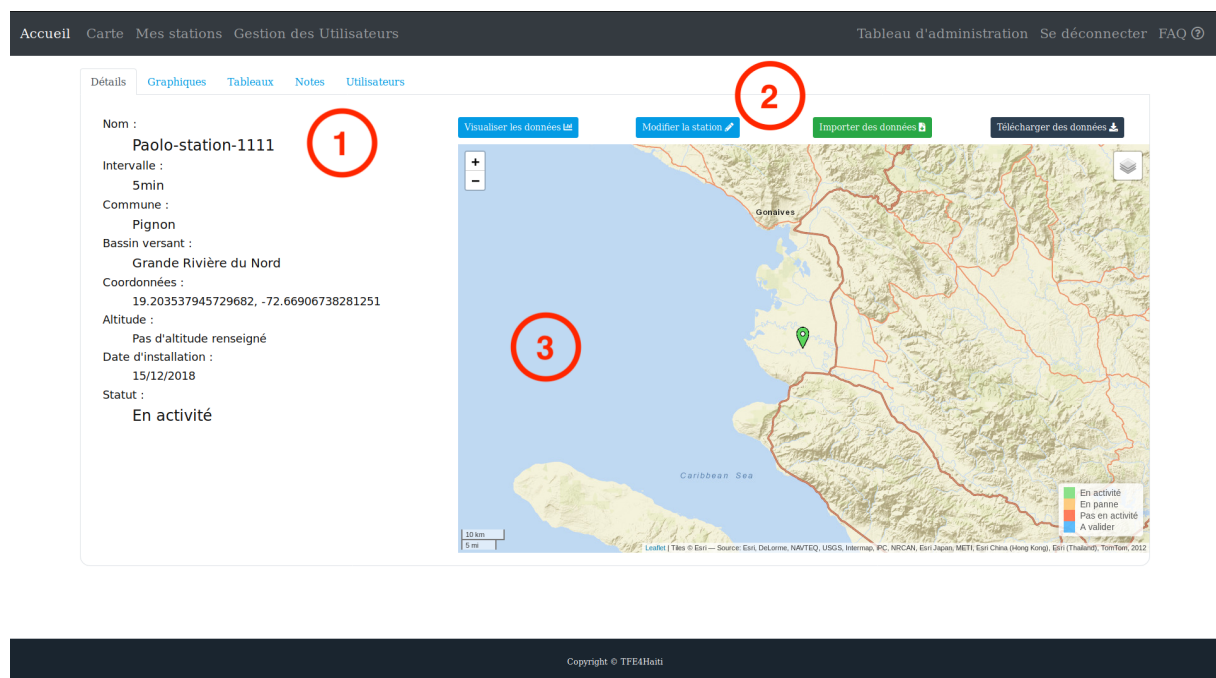 Accueil Carte Mes stations Gestion des Utilisateurs Tableau d'administration Se déconnecter FAQ
Détails Graphiques Tableaux Notes Utilisateurs
1
2
Nom :
Paolo-station-1111
Intervalle :
5min
Commune :
Pignon
Bassin versant :
Grande Rivière du Nord
Coordonnées :
19.203537945729682, -72.66906738281251
Altitude :
Pas d'altitude renseigné
Date d'installation :
15/12/2018
Statut :
En activité
Visualiser les données Modifier la station Importer des données Télécharger des données
+
−
Gonaives
3
Caribbean Sea
En activité
En panne
Pas en activité
A valider
10 km
5 mi
Leaflet | Tiles © Esri — Source: Esri, DeLorme, NAVTEQ, USGS, Intermap, iPC, NRCAN, Esri Japan, METI, Esri China (Hong Kong), Esri (Thailand), TomTom, 2012
Copyright © TFE4Haiti